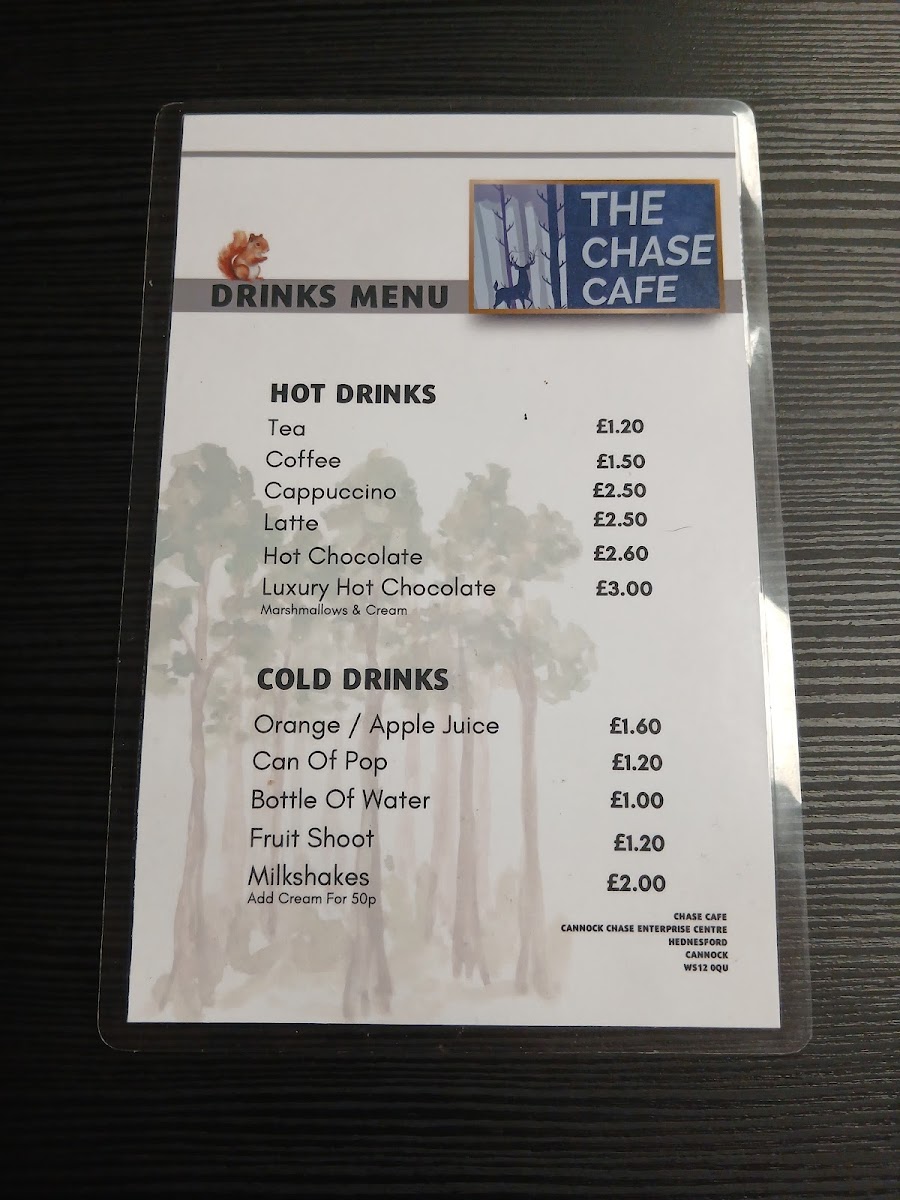 THE
CHASE
CAFE
DRINKS MENU
HOT DRINKS
Tea £1.20
Coffee £1.50
Cappuccino £2.50
Latte £2.50
Hot Chocolate £2.60
Luxury Hot Chocolate £3.00
Marshmallows & Cream
COLD DRINKS
Orange / Apple Juice £1.60
Can Of Pop £1.20
Bottle Of Water £1.00
Fruit Shoot £1.20
Milkshakes £2.00
Add Cream For 50p
CHASE CAFE
CANNOCK CHASE ENTERPRISE CENTRE
HEDNESFORD
CANNOCK
WS12 0QU